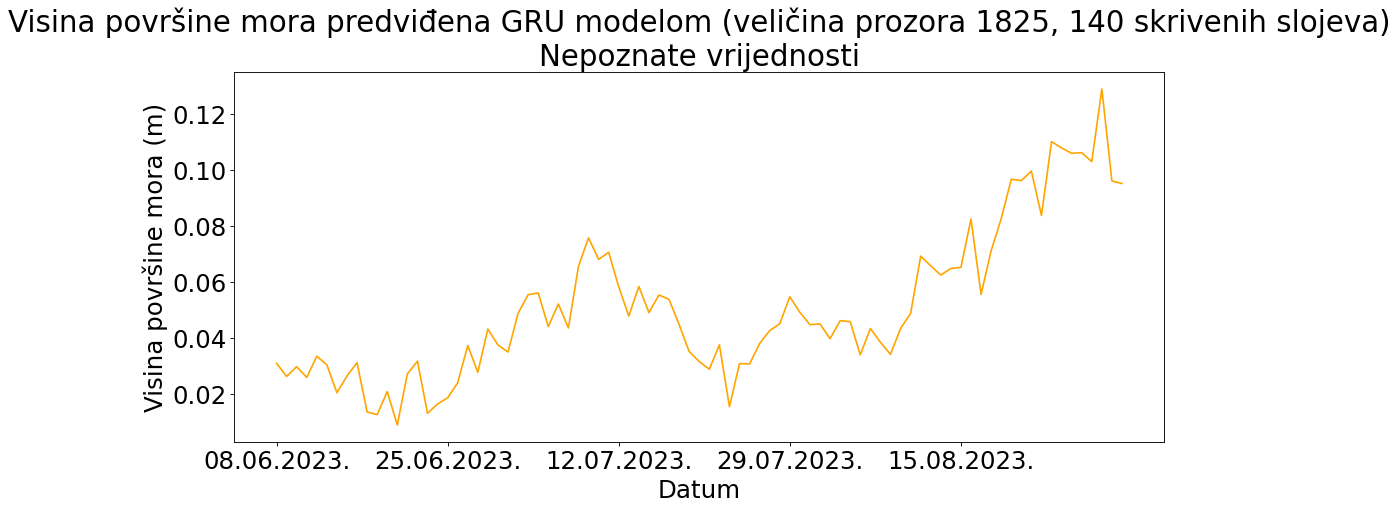 Visina površine mora predviđena GRU modelom (veličina prozora 1825, 140 skrivenih slojeva)
Nepoznate vrijednosti
Visina površine mora (m)
0.12
0.10
0.08
0.06
0.04
0.02
08.06.2023.
25.06.2023.
12.07.2023.
29.07.2023.
15.08.2023.
Datum